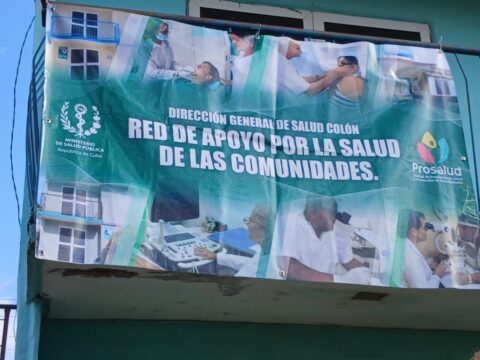 DIRECCIÓN GENERAL DE SALUD COLÓN
RED DE APOYO POR LA SALUD
DE LAS COMUNIDADES.
MINISTERIO
DE SALUD PÚBLICA
República de Cuba
Prosalud